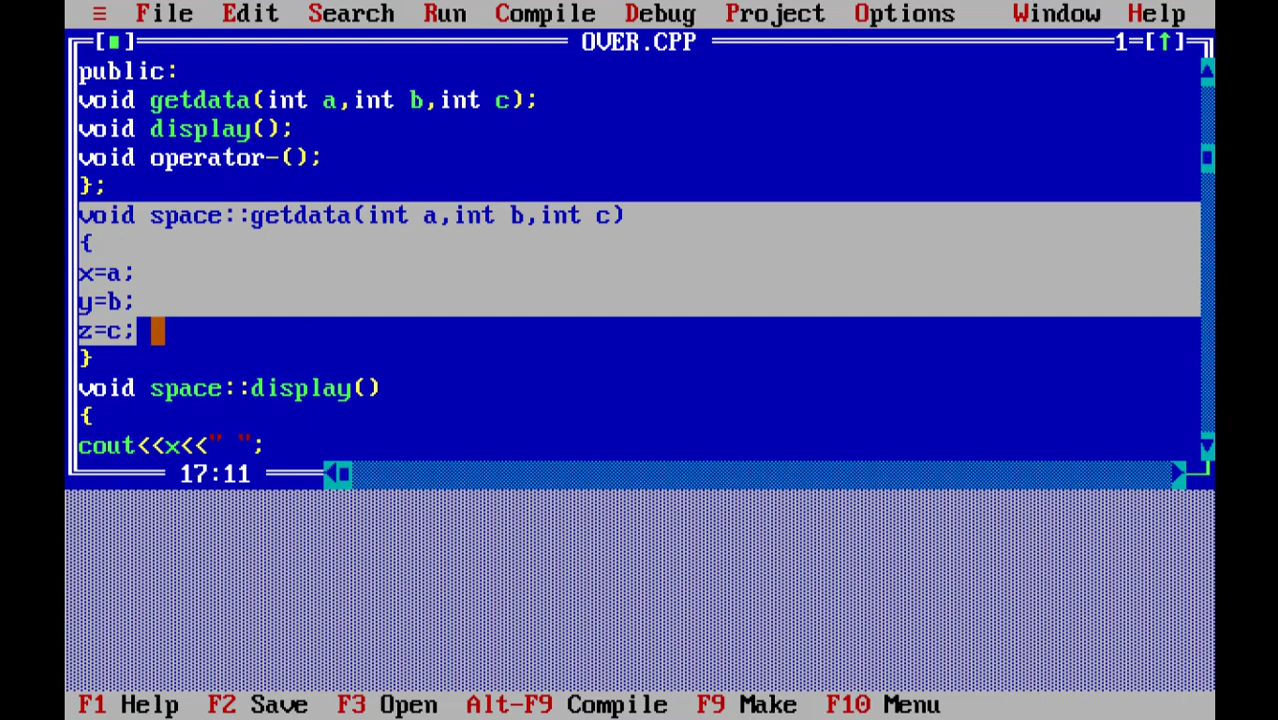 ≡ File Edit Search Run Compile Debug Project Options Window Help
[■] OVER.CPP 1=[↑]
public:
void getdata(int a,int b,int c);
void display();
void operator-();
};
void space::getdata(int a,int b,int c)
{
x=a;
y=b;
z=c;
}
void space::display()
{
cout<<x<<" ";
17:11
F1 Help F2 Save F3 Open Alt-F9 Compile F9 Make F10 Menu